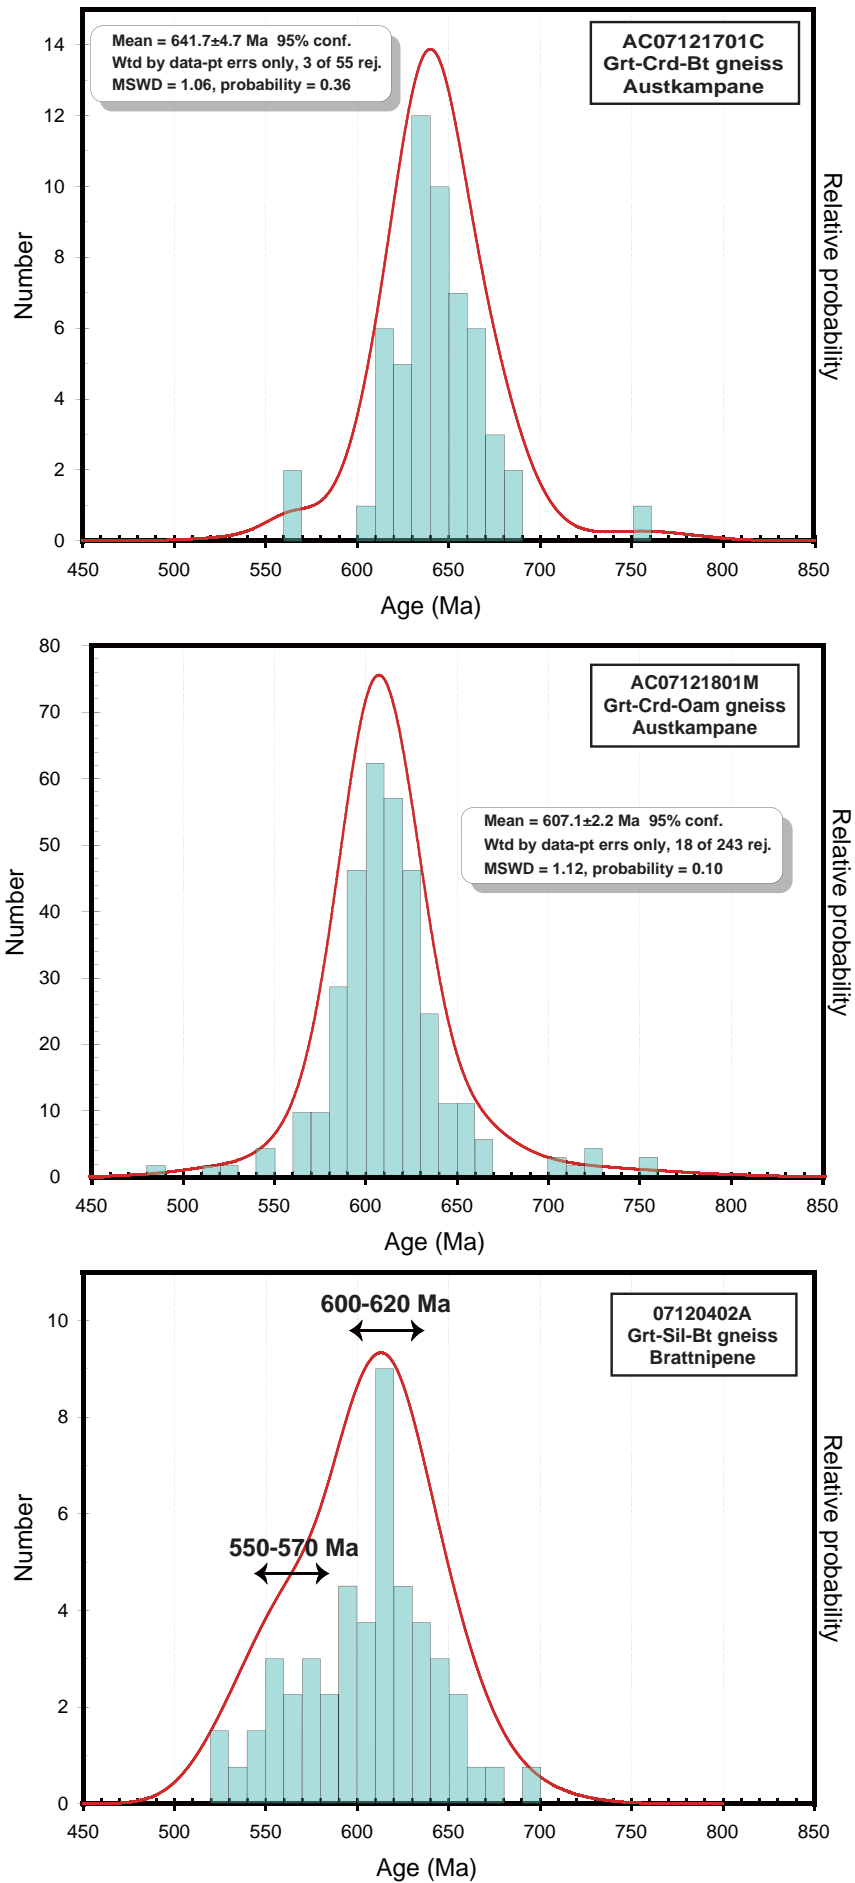 Mean = 641.7±4.7 Ma 95% conf.
Wtd by data-pt errs only, 3 of 55 rej.
MSWD = 1.06, probability = 0.36
AC07121701C
Grt-Crd-Bt gneiss
Austkampane
14
12
10
8
6
4
2
0
Number
Relative probability
450 500 550 600 650 700 750 800 850
Age (Ma)
80
70
60
50
40
30
20
10
0
Number
AC07121801M
Grt-Crd-Oam gneiss
Austkampane
Mean = 607.1±2.2 Ma 95% conf.
Wtd by data-pt errs only, 18 of 243 rej.
MSWD = 1.12, probability = 0.10
Relative probability
450 500 550 600 650 700 750 800 850
Age (Ma)
600-620 Ma
550-570 Ma
07120402A
Grt-Sil-Bt gneiss
Brattnipene
10
8
6
4
2
0
Number
Relative probability
450 500 550 600 650 700 750 800 850
Age (Ma)